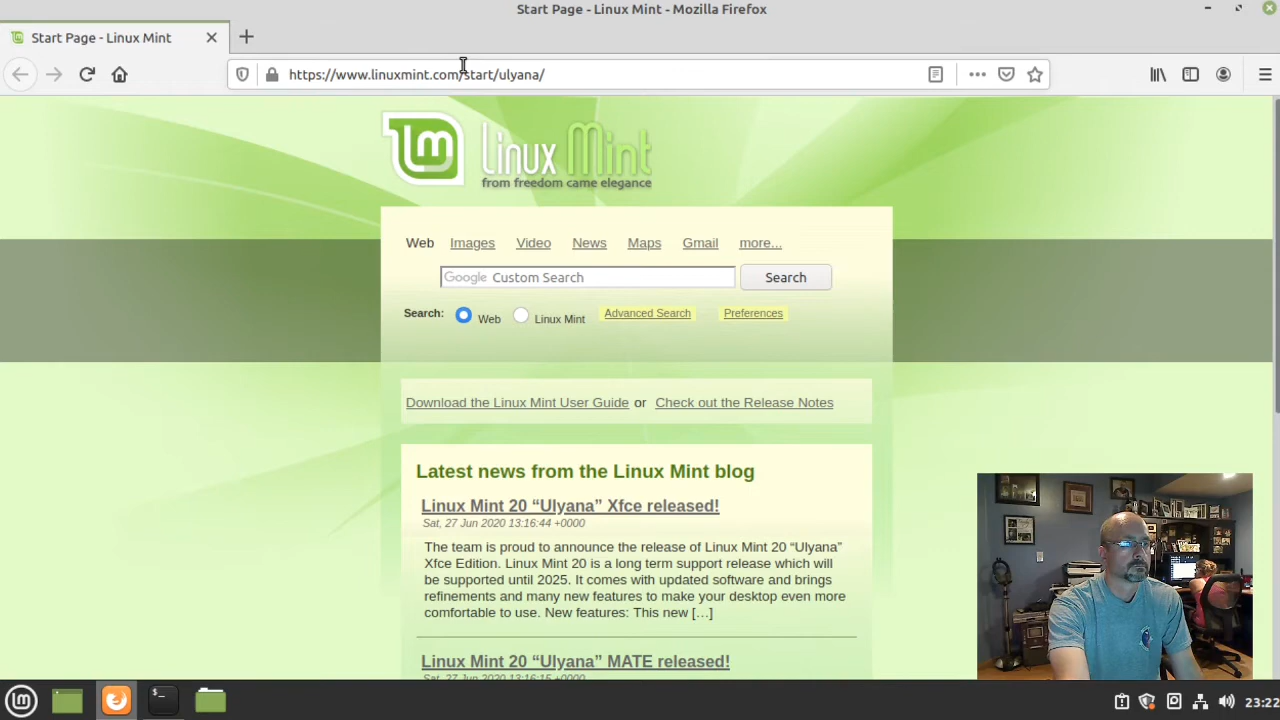 Start Page - Linux Mint - Mozilla Firefox
Start Page - Linux Mint
https://www.linuxmint.com/start/ulyana/
lm Linux Mint
from freedom came elegance
Web Images Video News Maps Gmail more...
Google Custom Search Search
Search: Web Linux Mint Advanced Search Preferences
Download the Linux Mint User Guide or Check out the Release Notes
Latest news from the Linux Mint blog
Linux Mint 20 “Ulyana” Xfce released!
Sat, 27 Jun 2020 13:16:44 +0000
The team is proud to announce the release of Linux Mint 20 “Ulyana”
Xfce Edition. Linux Mint 20 is a long term support release which will
be supported until 2025. It comes with updated software and brings
refinements and many new features to make your desktop even more
comfortable to use. New features: This new […]
Linux Mint 20 “Ulyana” MATE released!
Sat, 27 Jun 2020 13:16:15 +0000
23:22